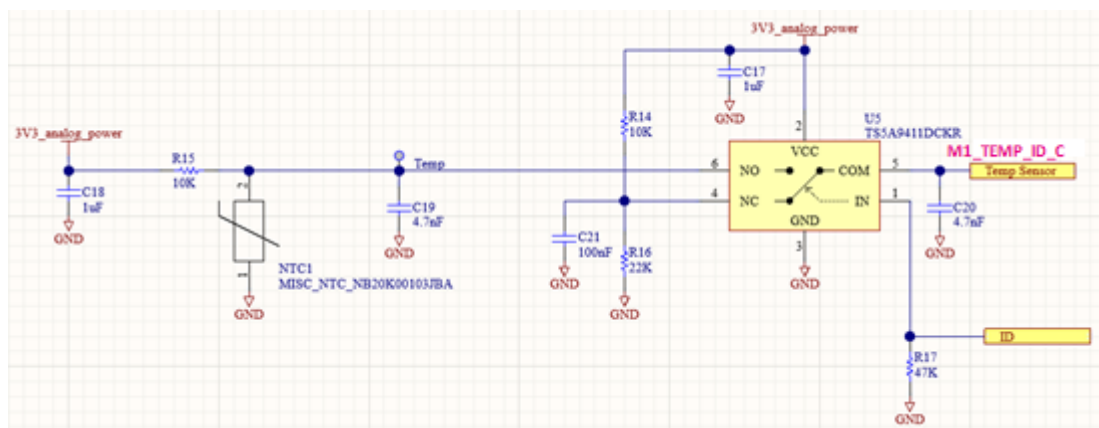 3V3_analog_power
C17
1uF
GND
R14
10K
U5
TS5A9411DCKR
2
VCC
3V3_analog_power
R15
10K
Temp
6
NO
COM
5
M1_TEMP_ID_C
Temp Sensor
C18
1uF
GND
2
C19
4.7nF
GND
4
NC
IN
1
GND
3
GND
C20
4.7nF
GND
C21
100nF
GND
R16
22K
GND
1
NTC1
MISC_NTC_NB20K00103JBA
GND
ID
R17
47K
GND